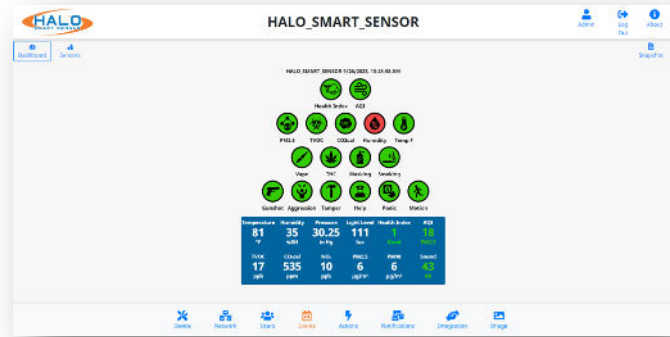 HALO
SMART SENSOR
HALO_SMART_SENSOR
Admin
Log
Out
About
Dashboard
Sensors
Snapshot
Health Index AQI
PM2.5 TVOC CO2cal Humidity Temp F
Vape THC Masking Smoking
Gunshot Aggression Tamper Help Panic Motion
Temperature Humidity Pressure Light Level Health Index AQI
81 35 30.25 111 1 18
°F %RH in Hg lux Good PM2.5
TVOC CO2cal NO₂ PM2.5 PM10 Sound
17 535 10 6 6 43
ppb ppm ppb µg/m³ µg/m³
Device Network Users Events Actions Notifications Integration Image